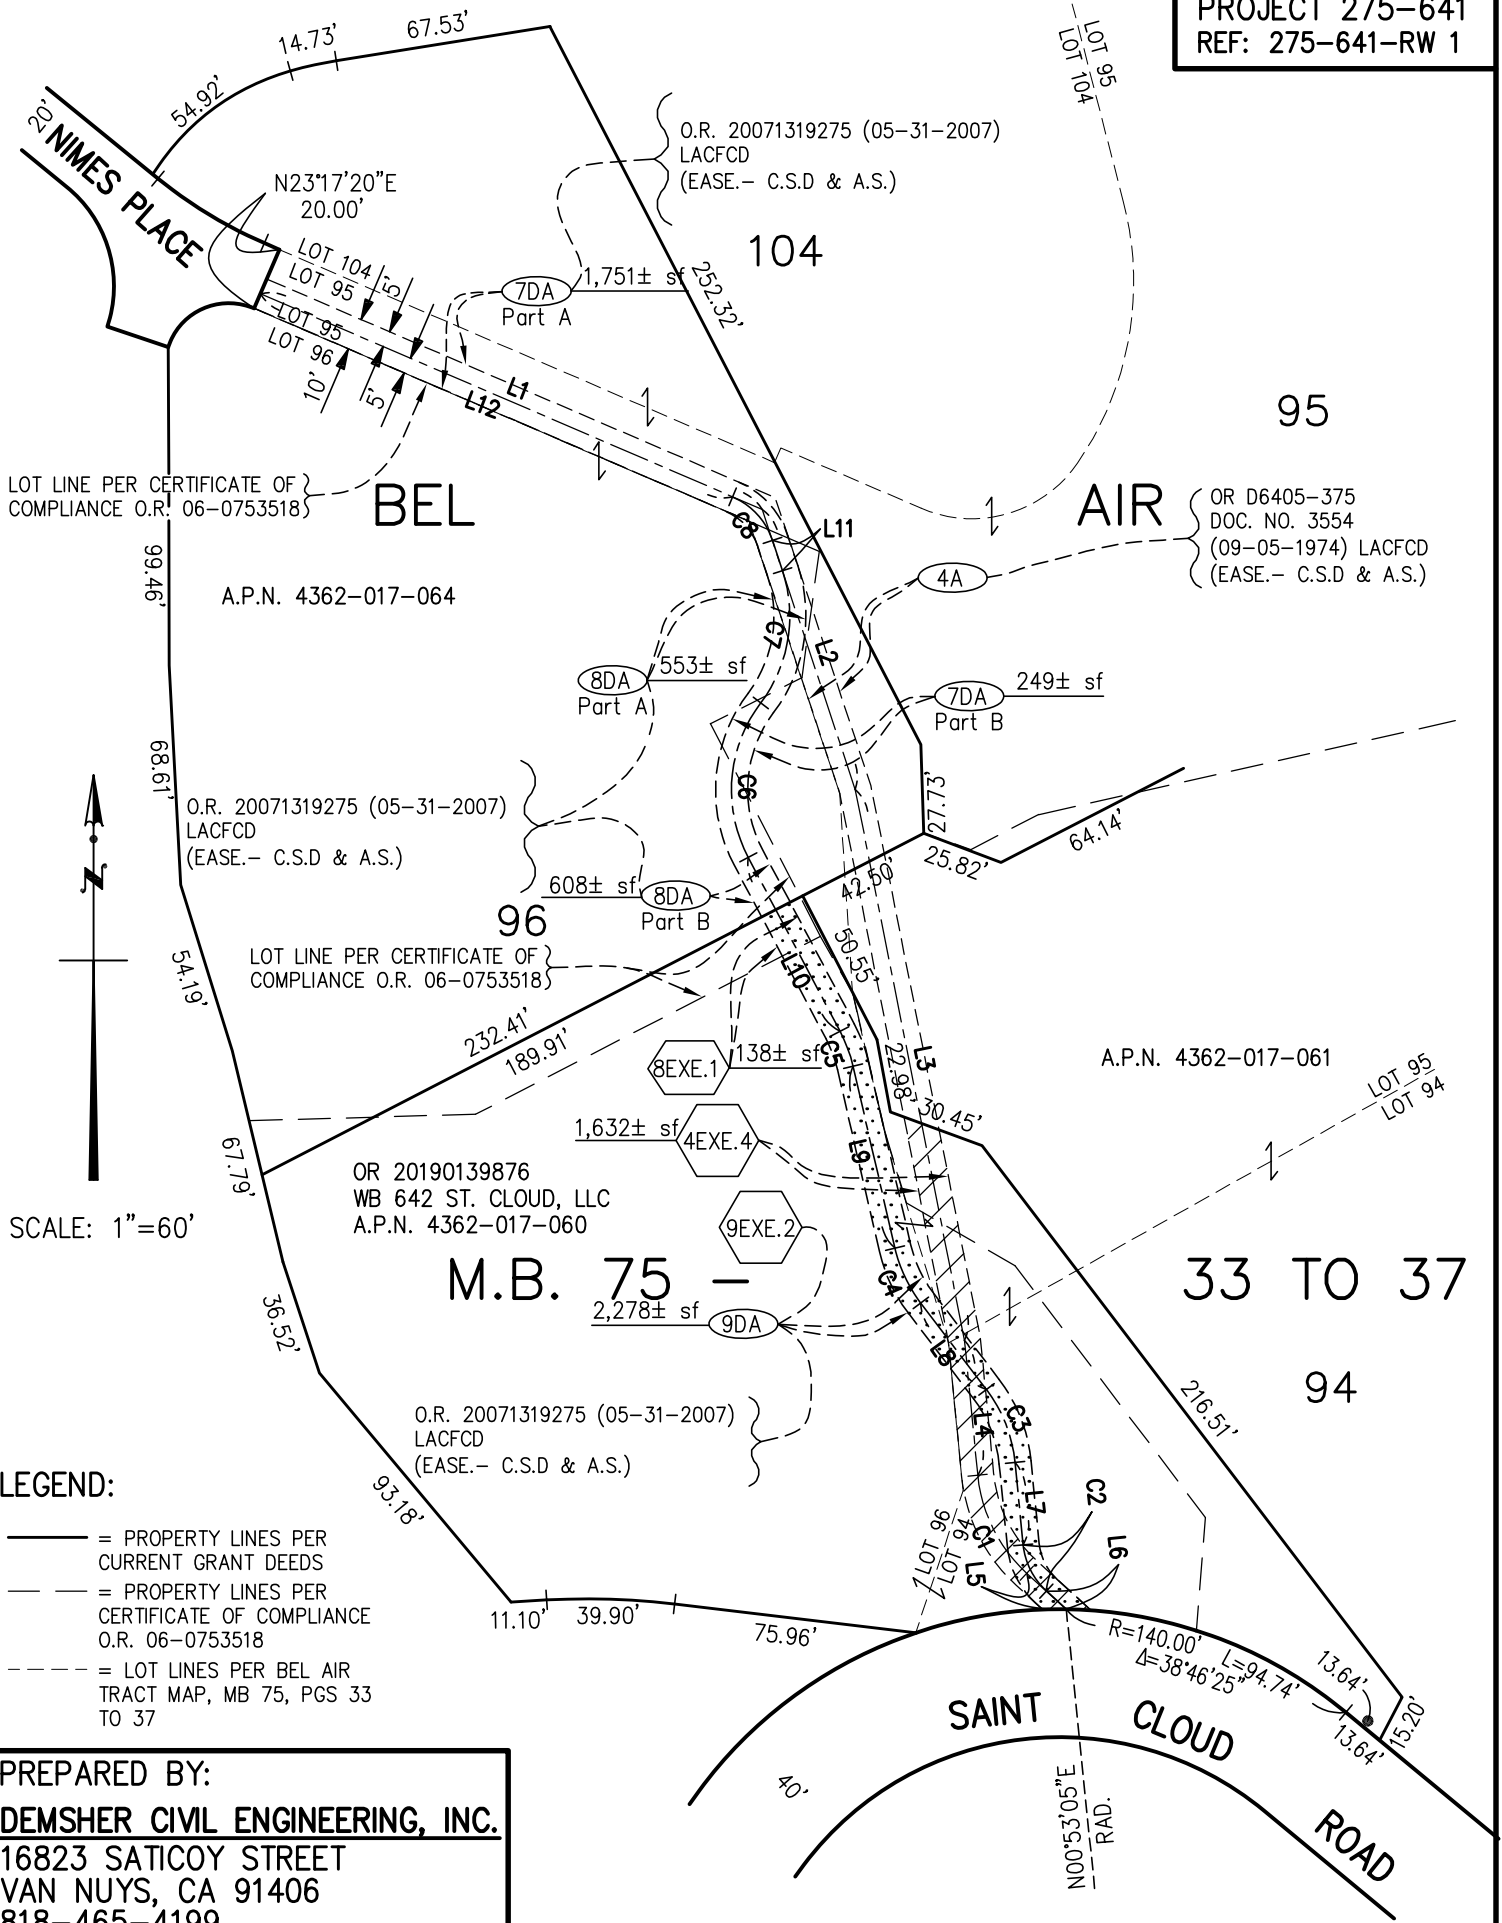 PROJECT 275-641
REF: 275-641-RW 1
67.53'
14.73'
54.92'
20'
NIMES PLACE
N23°17'20"E
20.00'
LOT 95
LOT 104
O.R. 20071319275 (05-31-2007)
LACFCD
(EASE.- C.S.D & A.S.)
104
LOT 104
LOT 95
5'
7DA
1,751± sf
Part A
252.32'
LOT 95
LOT 96
10'
5'
L1
L12
95
LOT LINE PER CERTIFICATE OF
COMPLIANCE O.R. 06-0753518
BEL
AIR
OR D6405-375
DOC. NO. 3554
(09-05-1974) LACFCD
(EASE.- C.S.D & A.S.)
C8
L11
4A
99.46'
A.P.N. 4362-017-064
C7
L2
8DA
553± sf
Part A
7DA
249± sf
Part B
68.61'
C6
27.73'
O.R. 20071319275 (05-31-2007)
LACFCD
(EASE.- C.S.D & A.S.)
64.14'
25.82'
42.50'
N
608± sf
8DA
Part B
96
50.55'
LOT LINE PER CERTIFICATE OF
COMPLIANCE O.R. 06-0753518
L10
54.19'
232.41'
189.91'
8EXE.1
138± sf
C5
22.98'
L3
A.P.N. 4362-017-061
LOT 95
LOT 94
30.45'
1,632± sf
4EXE.4
L9
67.79'
OR 20190139876
WB 642 ST. CLOUD, LLC
A.P.N. 4362-017-060
9EXE.2
SCALE: 1"=60'
M.B. 75 -
33 TO 37
C4
36.52'
2,278± sf
9DA
L8
94
O.R. 20071319275 (05-31-2007)
LACFCD
(EASE.- C.S.D & A.S.)
L4
C3
216.51'
93.18'
LEGEND:
= PROPERTY LINES PER
CURRENT GRANT DEEDS
= PROPERTY LINES PER
CERTIFICATE OF COMPLIANCE
O.R. 06-0753518
= LOT LINES PER BEL AIR
TRACT MAP, MB 75, PGS 33
TO 37
L7
C2
C1
L6
L5
LOT 96
LOT 94
11.10'
39.90'
75.96'
R=140.00'
L=94.74'
Δ=38°46'25"
13.64'
13.64'
15.20'
SAINT CLOUD ROAD
40'
N00°53'05"E
RAD.
PREPARED BY:
DEMSHER CIVIL ENGINEERING, INC.
16823 SATICOY STREET
VAN NUYS, CA 91406
818-465-4199